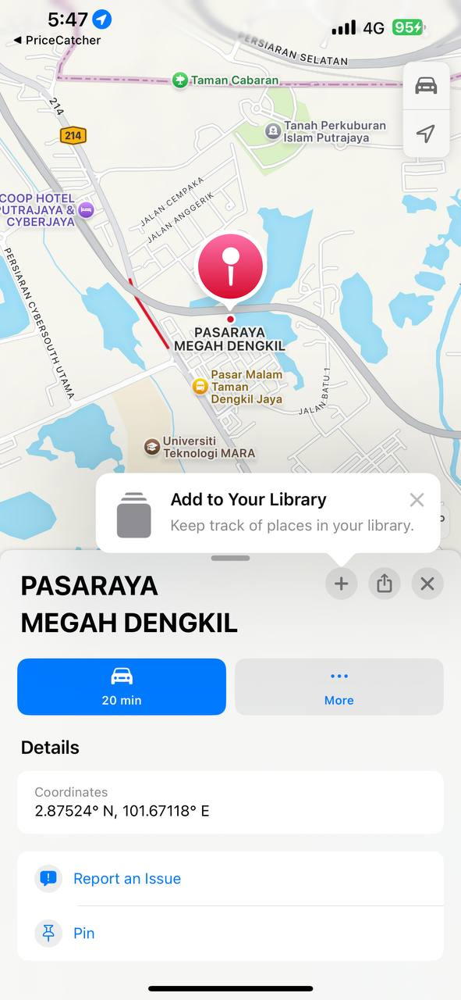 5:47
4G
95
◀ PriceCatcher
PERSIARAN SELATAN
Taman Cabaran
214
Tanah Perkuburan
Islam Putrajaya
214
COOP HOTEL
PUTRAJAYA &
CYBERJAYA
JALAN CEMPAKA
JALAN ANGGERIK
PERSIARAN CYBERSOUTH UTAMA
PASARAYA
MEGAH DENGKIL
Pasar Malam
Taman
Dengkil Jaya
JALAN BATU 1
Universiti
Teknologi MARA
Add to Your Library
Keep track of places in your library.
PASARAYA
MEGAH DENGKIL
20 min
More
Details
Coordinates
2.87524° N, 101.67118° E
Report an Issue
Pin